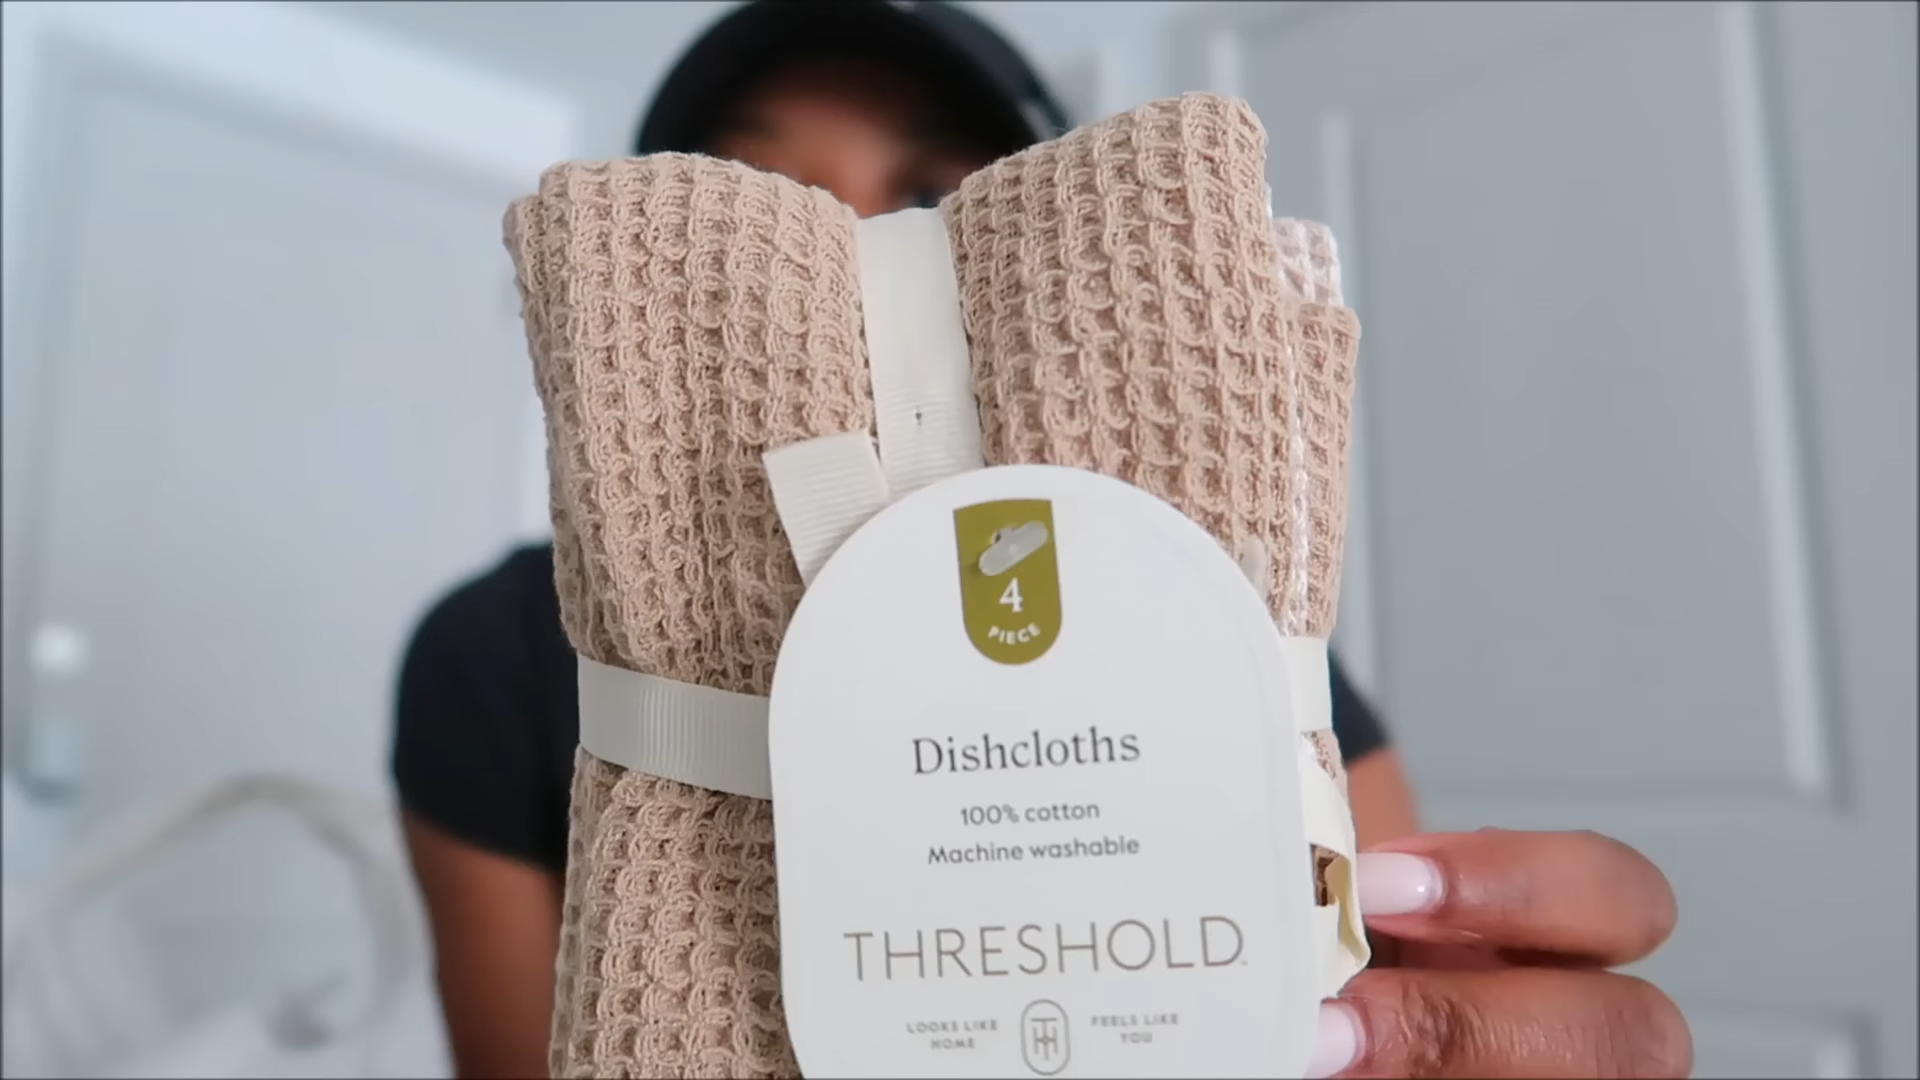 4
PIECE
Dishcloths
100% cotton
Machine washable
THRESHOLD.
LOOKS LIKE
HOME
FEELS LIKE
YOU